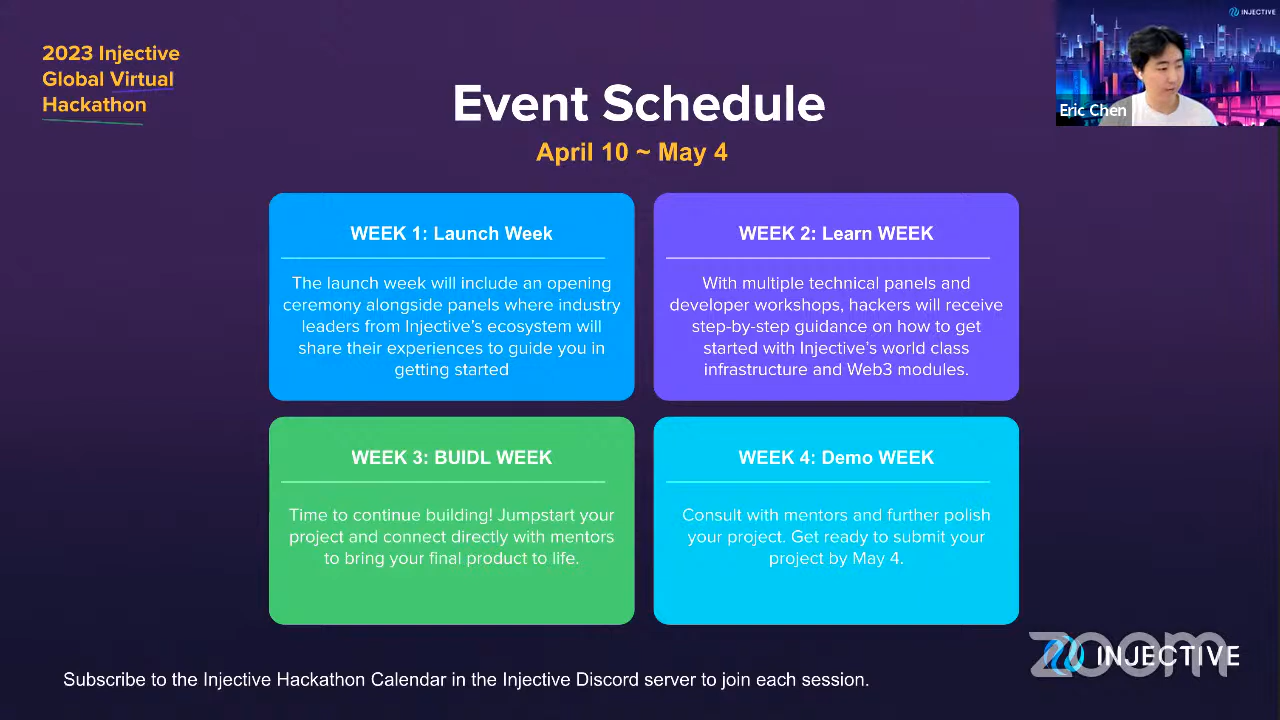 2023 Injective
Global Virtual
Hackathon
INJECTIVE
Eric Chen
Event Schedule
April 10 ~ May 4
WEEK 1: Launch Week
The launch week will include an opening
ceremony alongside panels where industry
leaders from Injective's ecosystem will
share their experiences to guide you in
getting started
WEEK 2: Learn WEEK
With multiple technical panels and
developer workshops, hackers will receive
step-by-step guidance on how to get
started with Injective's world class
infrastructure and Web3 modules.
WEEK 3: BUIDL WEEK
Time to continue building! Jumpstart your
project and connect directly with mentors
to bring your final product to life.
WEEK 4: Demo WEEK
Consult with mentors and further polish
your project. Get ready to submit your
project by May 4.
zoom
INJECTIVE
Subscribe to the Injective Hackathon Calendar in the Injective Discord server to join each session.